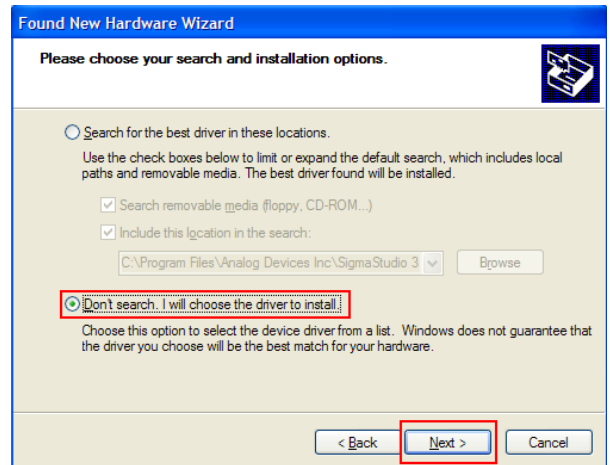 Found New Hardware Wizard
Please choose your search and installation options.
Search for the best driver in these locations.
Use the check boxes below to limit or expand the default search, which includes local
paths and removable media. The best driver found will be installed.
Search removable media (floppy, CD-ROM...)
Include this location in the search:
C:\Program Files\Analog Devices Inc\SigmaStudio 3
Browse
Don't search. I will choose the driver to install.
Choose this option to select the device driver from a list. Windows does not guarantee that
the driver you choose will be the best match for your hardware.
< Back
Next >
Cancel